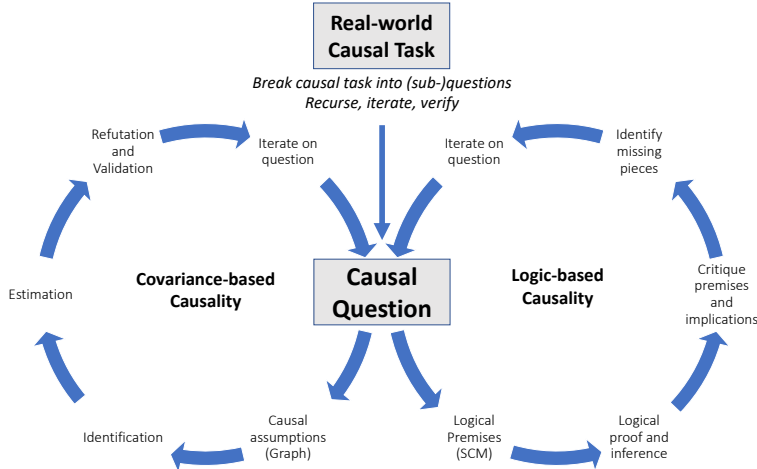 Real-world
Causal Task
Break causal task into (sub-)questions
Recurse, iterate, verify
Refutation
and
Validation
Iterate on
question
Iterate on
question
Identify
missing
pieces
Estimation
Covariance-based
Causality
Causal
Question
Logic-based
Causality
Critique
premises
and
implications
Identification
Causal
assumptions
(Graph)
Logical
Premises
(SCM)
Logical
proof and
inference